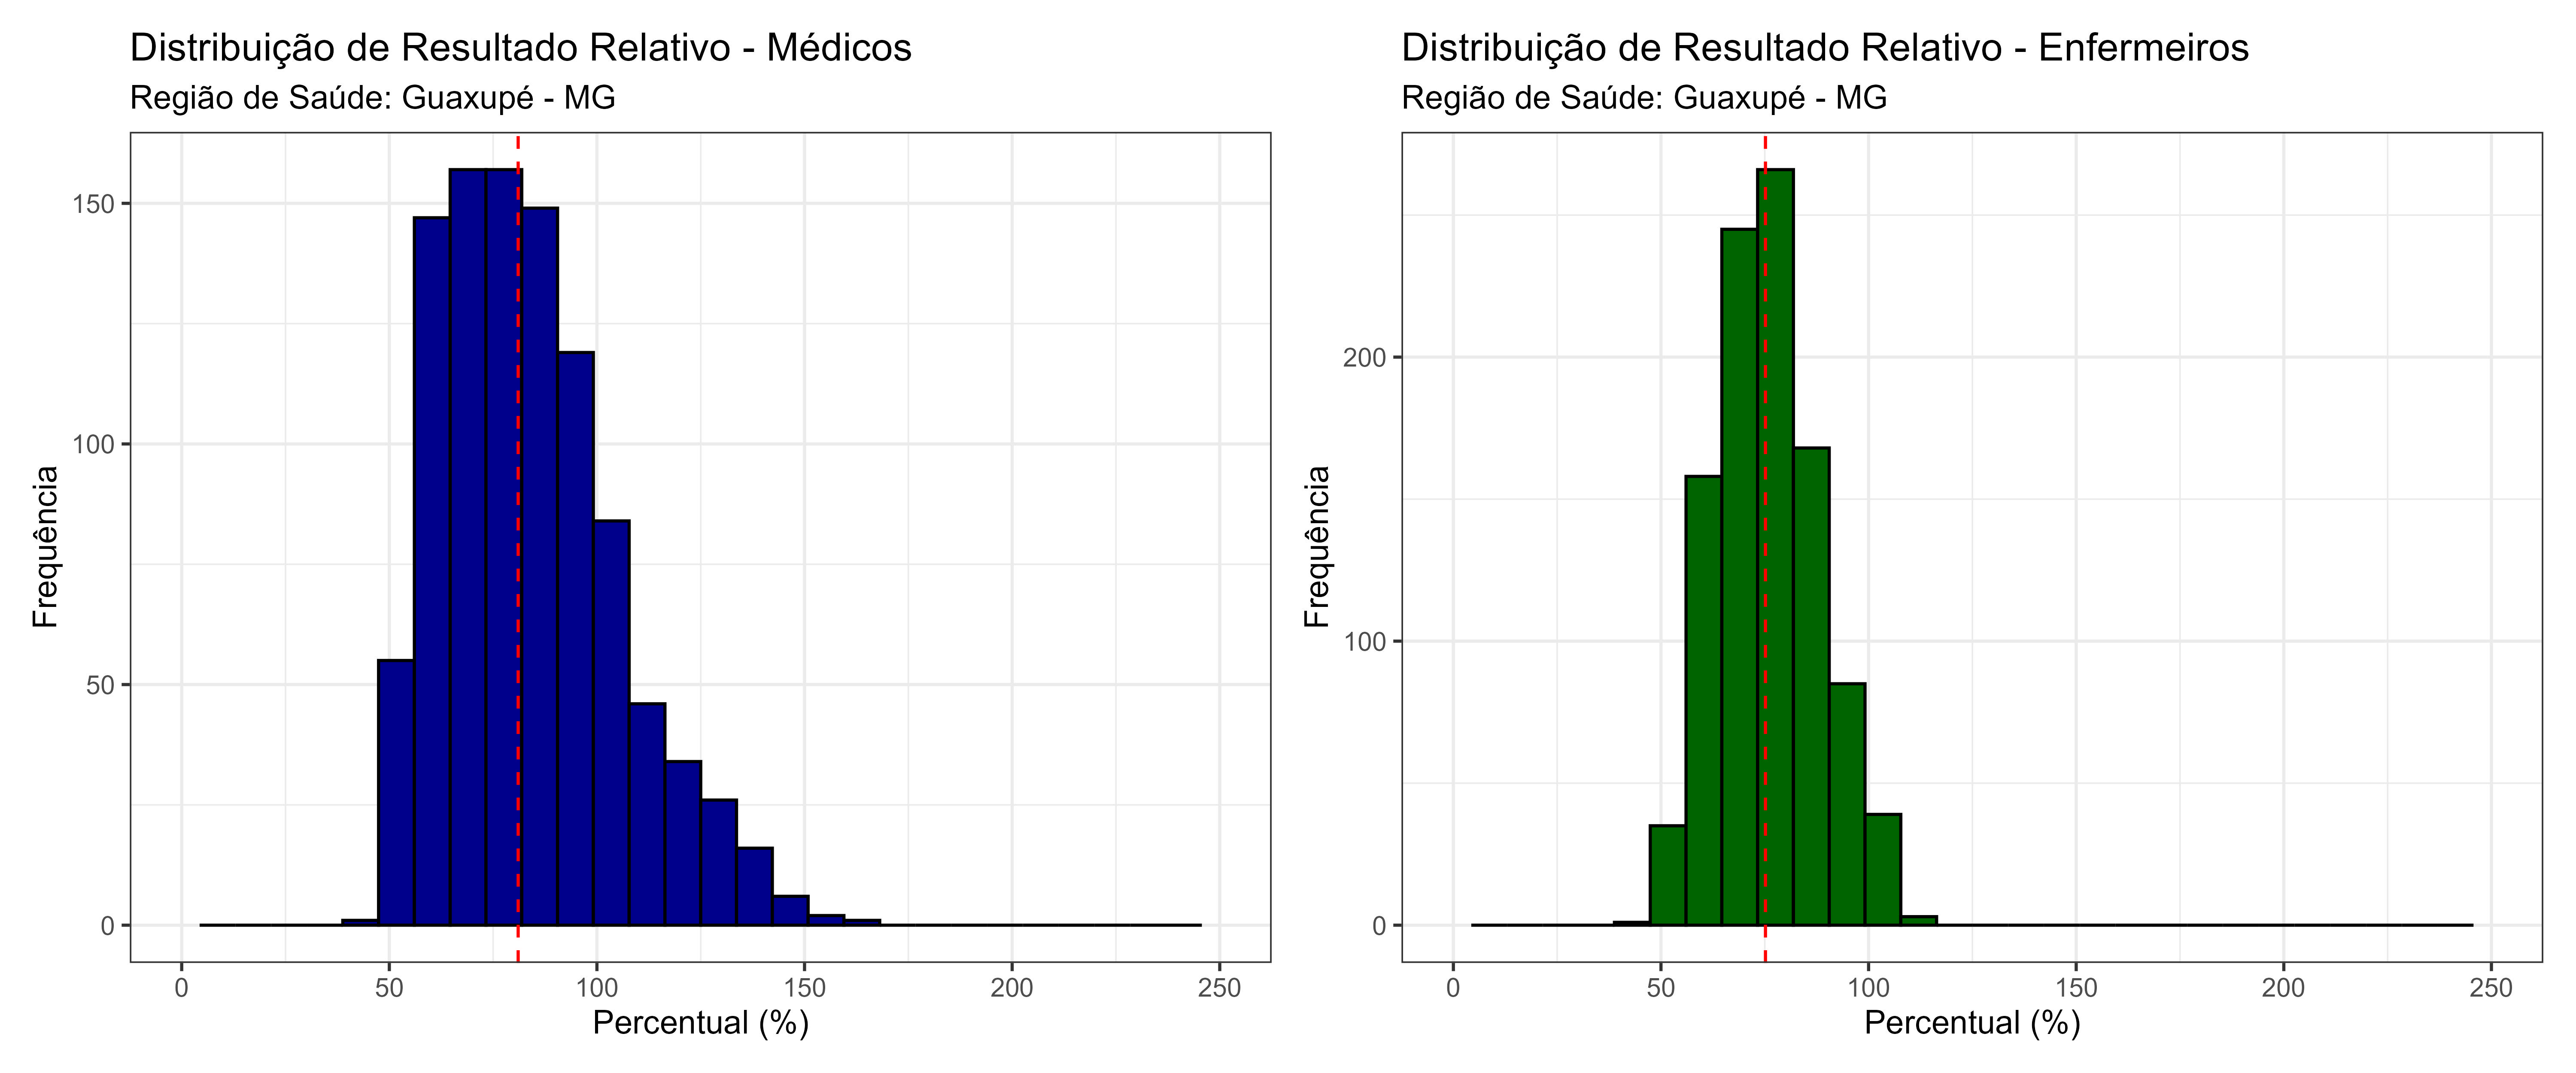 Distribuição de Resultado Relativo - Médicos
Região de Saúde: Guaxupé - MG
Frequência
150
100
50
0
0 50 100 150 200 250
Percentual (%)
Distribuição de Resultado Relativo - Enfermeiros
Região de Saúde: Guaxupé - MG
Frequência
200
100
0
0 50 100 150 200 250
Percentual (%)